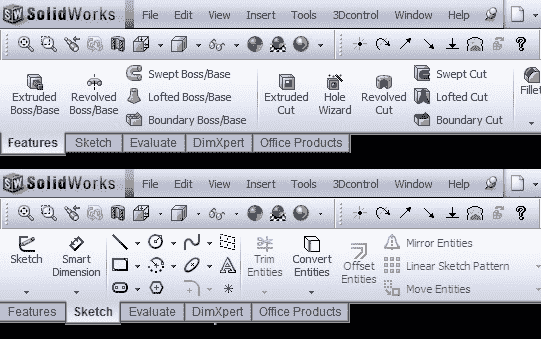 SolidWorks File Edit View Insert Tools 3Dcontrol Window Help
Extruded Boss/Base Revolved Boss/Base Swept Boss/Base Lofted Boss/Base Boundary Boss/Base Extruded Cut Hole Wizard Revolved Cut Swept Cut Lofted Cut Boundary Cut Fillet
Features Sketch Evaluate DimXpert Office Products
SolidWorks File Edit View Insert Tools 3Dcontrol Window Help
Sketch Smart Dimension Trim Entities Convert Entities Offset Entities Mirror Entities Linear Sketch Pattern Move Entities
Features Sketch Evaluate DimXpert Office Products